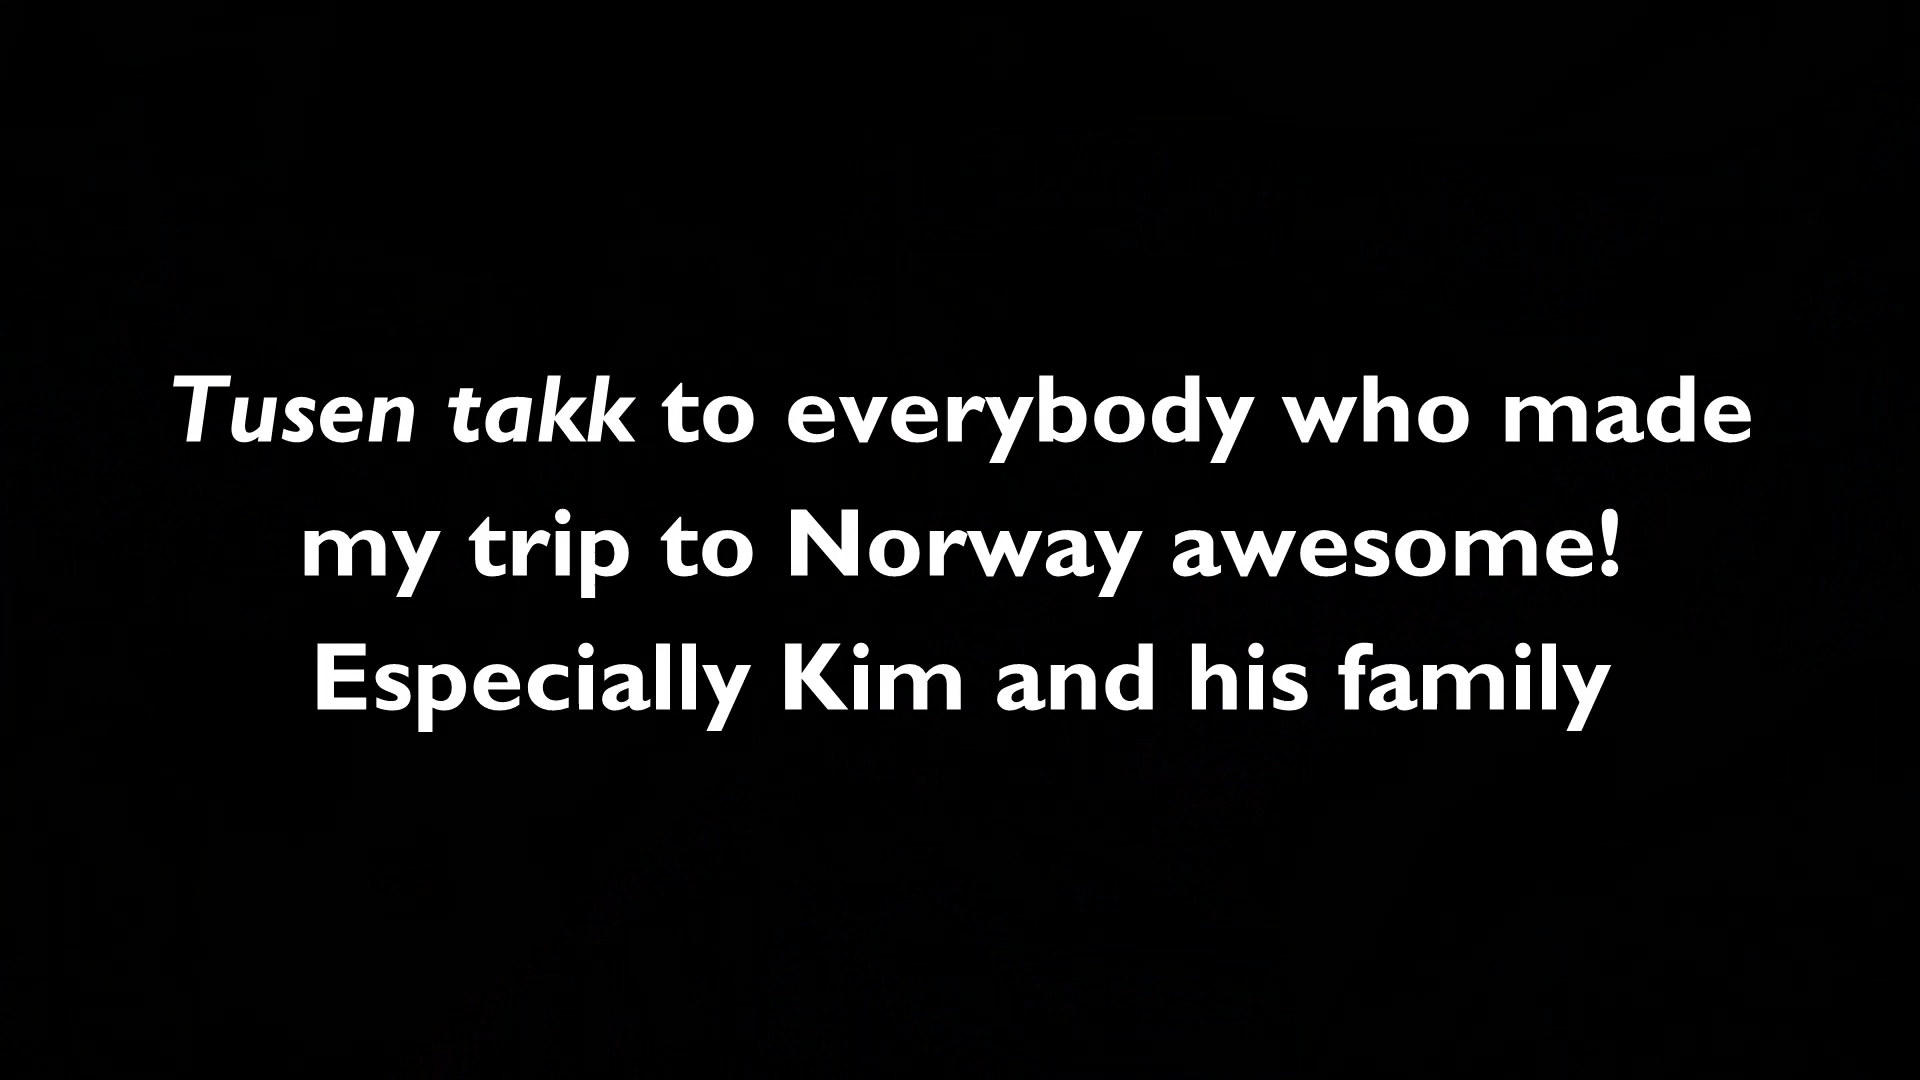 Tusen takk to everybody who made
my trip to Norway awesome!
Especially Kim and his family